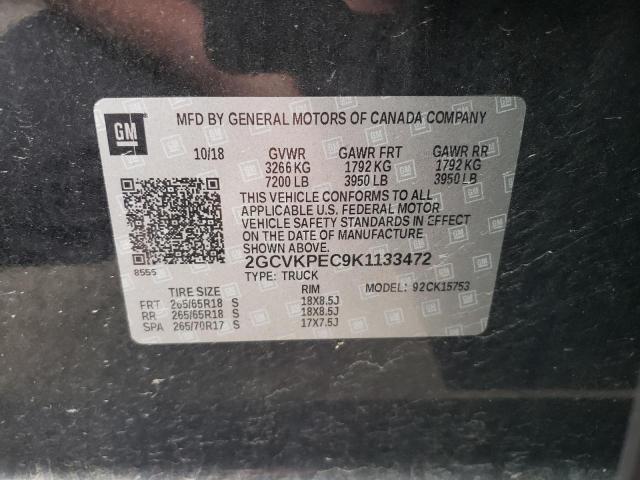 GM
MFD BY GENERAL MOTORS OF CANADA COMPANY
10/18 GVWR GAWR FRT GAWR RR
3266 KG 1792 KG 1792 KG
7200 LB 3950 LB 3950 LB
THIS VEHICLE CONFORMS TO ALL
APPLICABLE U.S. FEDERAL MOTOR
VEHICLE SAFETY STANDARDS IN EFFECT
ON THE DATE OF MANUFACTURE
SHOWN ABOVE.
8555
2GCVKPEC9K1133472
TYPE: TRUCK MODEL: 92CK15753
TIRE SIZE RIM
FRT 265/65R18 S 18X8.5J
RR 265/65R18 S 18X8.5J
SPA 265/70R17 S 17X7.5J